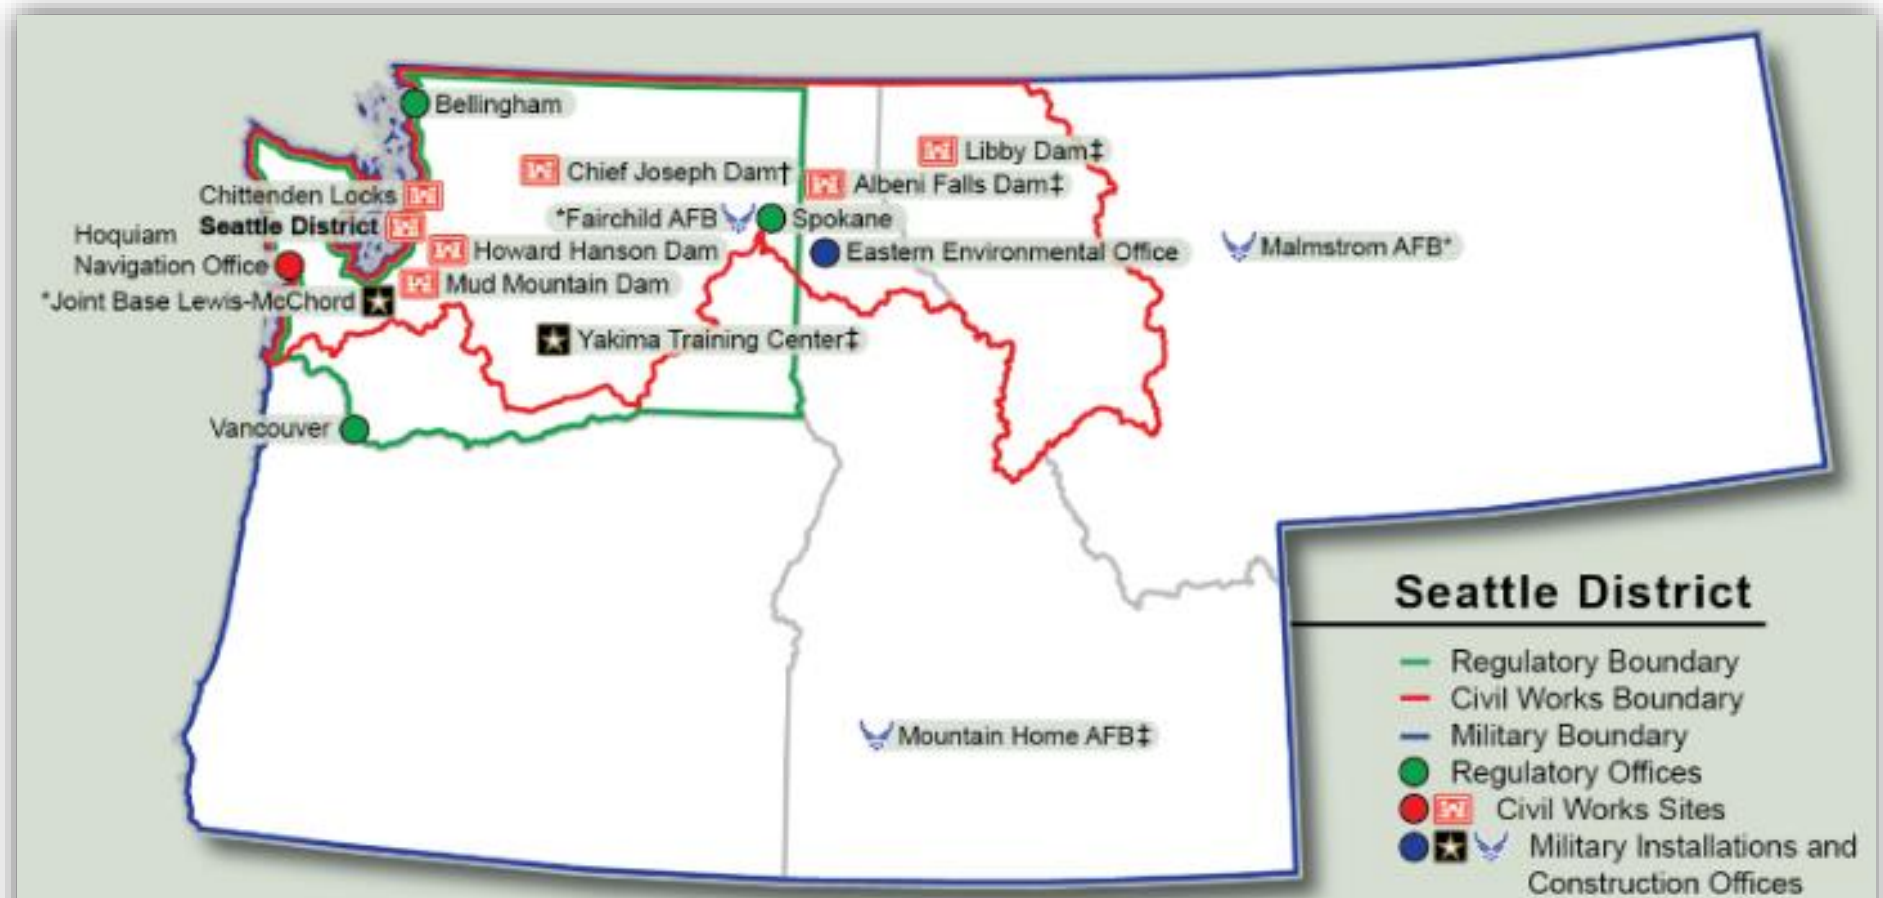 Bellingham
Libby Dam‡
Chief Joseph Dam†
Albeni Falls Dam‡
Chittenden Locks
*Fairchild AFB
Spokane
Seattle District
Hoquiam
Navigation Office
Howard Hanson Dam
Eastern Environmental Office
Malmstrom AFB*
Mud Mountain Dam
*Joint Base Lewis-McChord
Yakima Training Center‡
Vancouver
Mountain Home AFB‡
Seattle District
Regulatory Boundary
Civil Works Boundary
Military Boundary
Regulatory Offices
Civil Works Sites
Military Installations and
Construction Offices